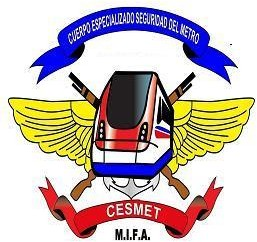 CUERPO ESPECIALIZADO SEGURIDAD DEL METRO
CESMET
M.I.F.A.